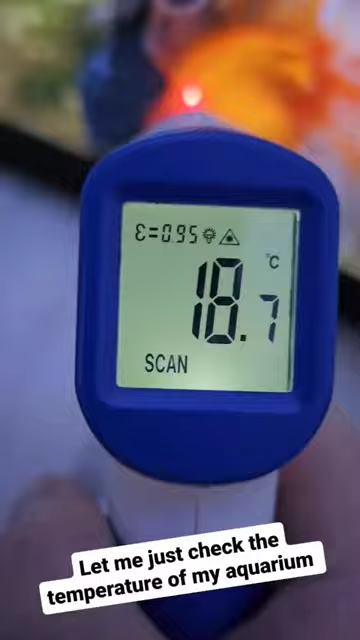 ε=0.95
°C
18.7
SCAN
Let me just check the
temperature of my aquarium